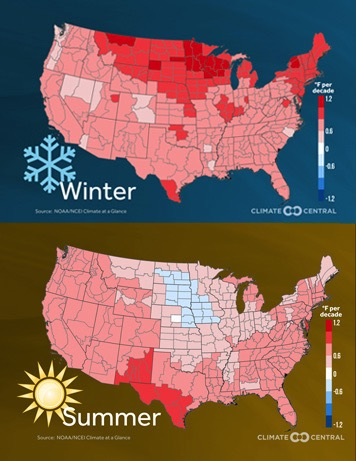 °F per
decade
1.2
0.6
0
-0.6
-1.2
Winter
Source: NOAA/NCEI Climate at a Glance
CLIMATE CENTRAL
°F per
decade
1.2
0.6
0
-0.6
-1.2
Summer
Source: NOAA/NCEI Climate at a Glance
CLIMATE CENTRAL